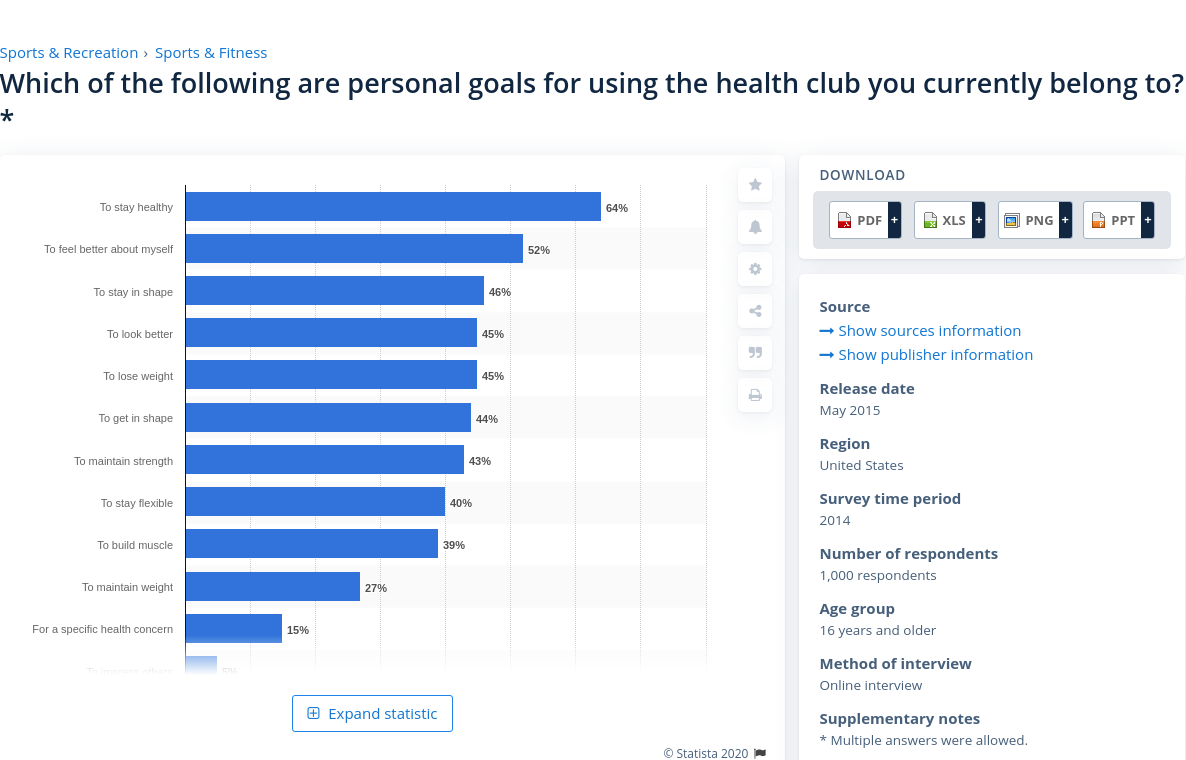 Sports & Recreation › Sports & Fitness
Which of the following are personal goals for using the health club you currently belong to?
*
To stay healthy 64%
To feel better about myself 52%
To stay in shape 46%
To look better 45%
To lose weight 45%
To get in shape 44%
To maintain strength 43%
To stay flexible 40%
To build muscle 39%
To maintain weight 27%
For a specific health concern 15%
5%
Expand statistic
© Statista 2020
DOWNLOAD
PDF + XLS + PNG + PPT +
Source
Show sources information
Show publisher information
Release date
May 2015
Region
United States
Survey time period
2014
Number of respondents
1,000 respondents
Age group
16 years and older
Method of interview
Online interview
Supplementary notes
* Multiple answers were allowed.